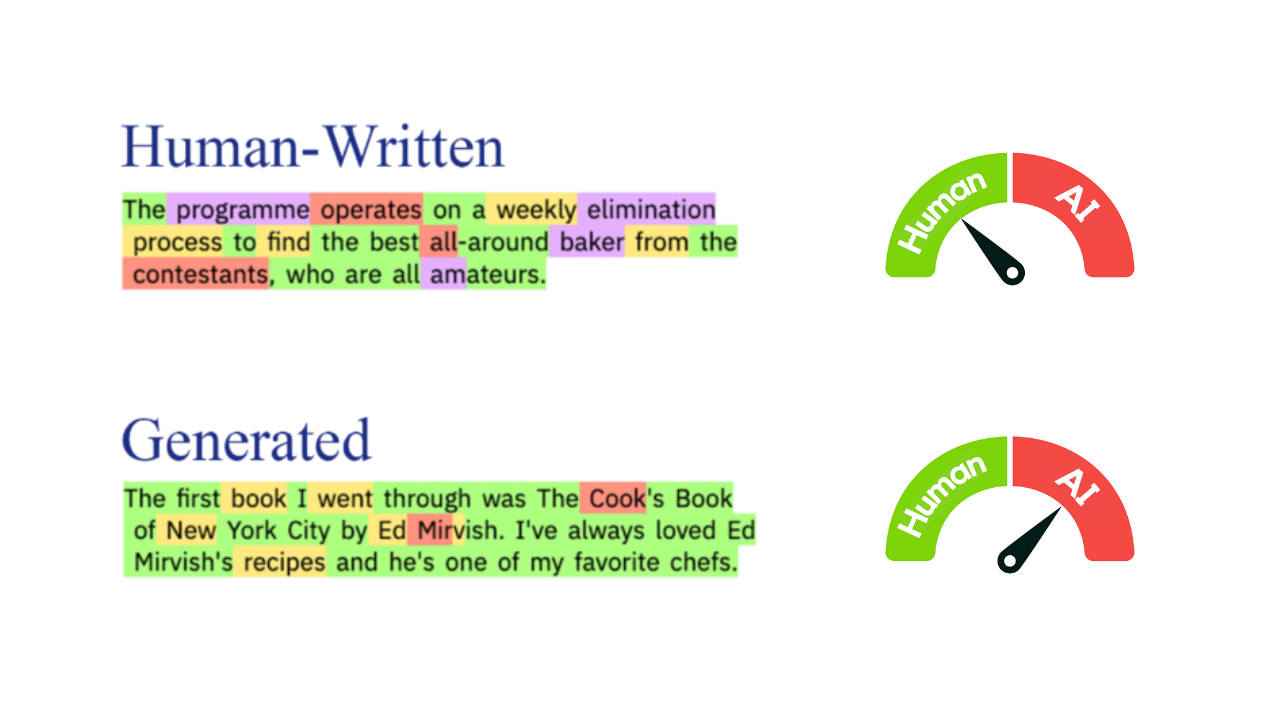 Human-Written
The programme operates on a weekly elimination
process to find the best all-around baker from the
contestants, who are all amateurs.
Human
AI
Generated
The first book I went through was The Cook's Book
of New York City by Ed Mirvish. I've always loved Ed
Mirvish's recipes and he's one of my favorite chefs.
Human
AI